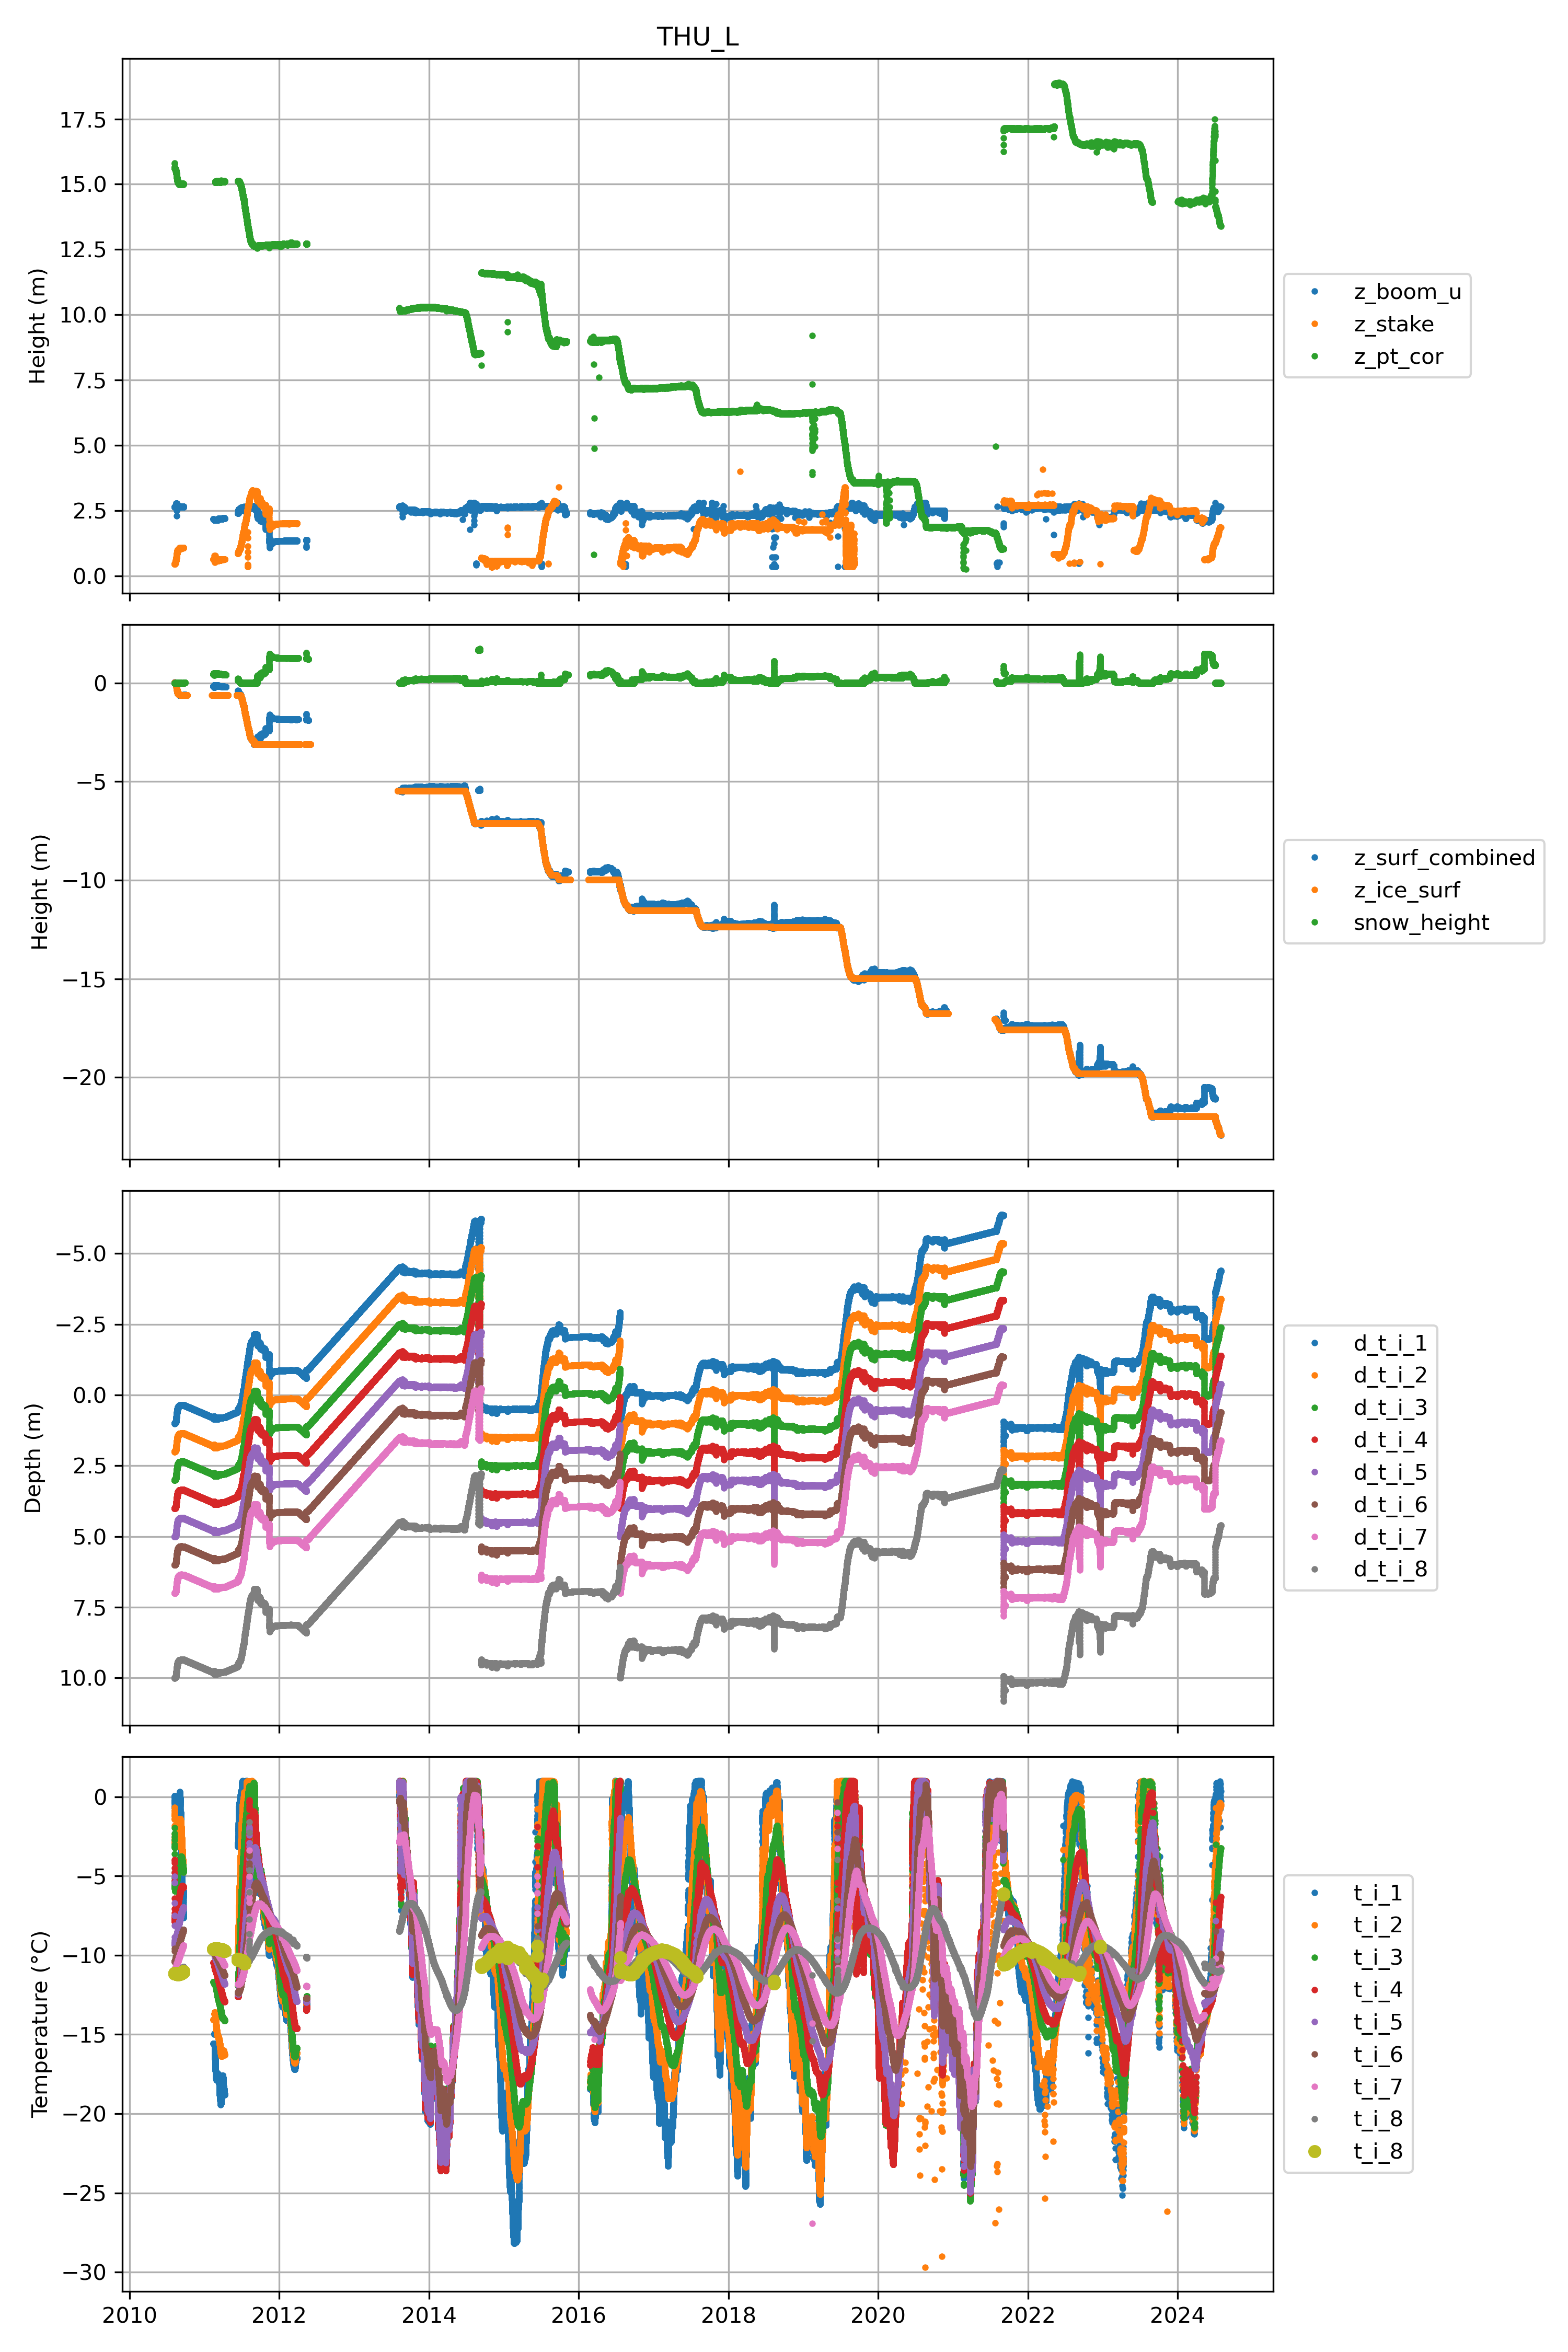 THU_L
17.5
15.0
12.5
10.0
7.5
5.0
2.5
0.0
Height (m)
z_boom_u
z_stake
z_pt_cor
0
−5
−10
−15
−20
Height (m)
z_surf_combined
z_ice_surf
snow_height
−5.0
−2.5
0.0
2.5
5.0
7.5
10.0
Depth (m)
d_t_i_1
d_t_i_2
d_t_i_3
d_t_i_4
d_t_i_5
d_t_i_6
d_t_i_7
d_t_i_8
0
−5
−10
−15
−20
−25
−30
Temperature (°C)
t_i_1
t_i_2
t_i_3
t_i_4
t_i_5
t_i_6
t_i_7
t_i_8
t_i_8
2010 2012 2014 2016 2018 2020 2022 2024